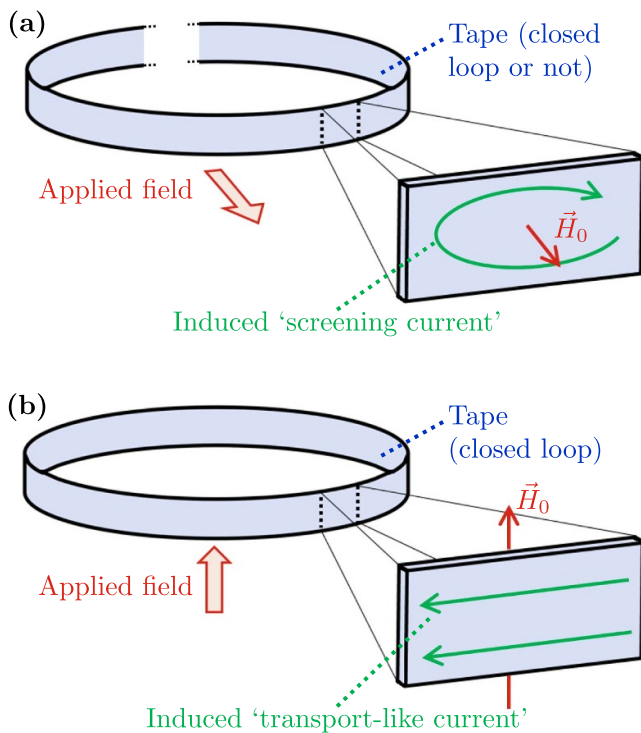 (a)
Tape (closed
loop or not)
Applied field
H⃗₀
Induced ‘screening current’
(b)
Tape
(closed loop)
H⃗₀
Applied field
Induced ‘transport-like current’